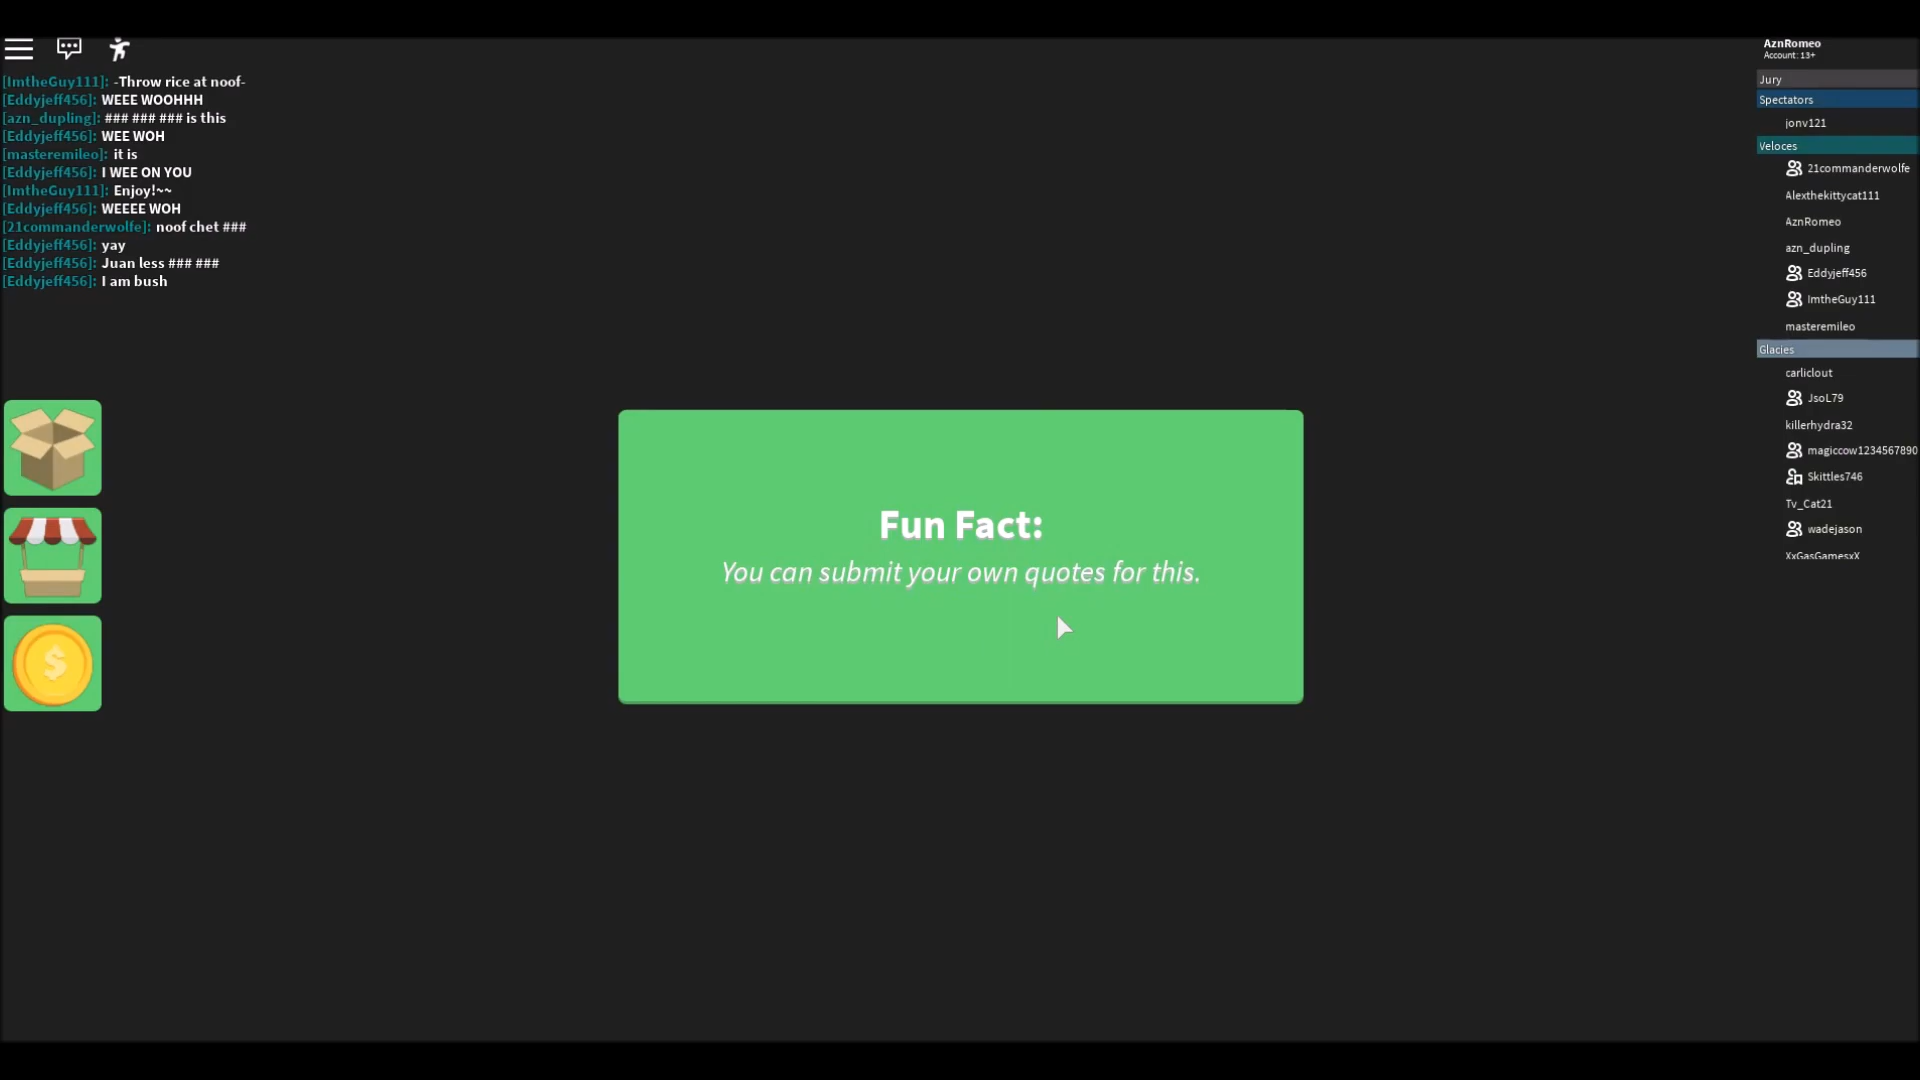 [ImtheGuy111]: -Throw rice at noof-
[Eddyjeff456]: WEEE WOOHHH
[azn_dupling]: ### ### ### is this
[Eddyjeff456]: WEE WOH
[masteremileo]: it is
[Eddyjeff456]: I WEE ON YOU
[ImtheGuy111]: Enjoy!~~
[Eddyjeff456]: WEEEE WOH
[21commanderwolfe]: noof chet ###
[Eddyjeff456]: yay
[Eddyjeff456]: Juan less ### ###
[Eddyjeff456]: I am bush
$
Fun Fact:
You can submit your own quotes for this.
AznRomeo
Account: 13+
Jury
Spectators
jonv121
Veloces
21commanderwolfe
Alexthekittycat111
AznRomeo
azn_dupling
Eddyjeff456
ImtheGuy111
masteremileo
Glacies
carliclout
JsoL79
killerhydra32
magiccow1234567890
Skittles746
Tv_Cat21
wadejason
XxGasGamesxX